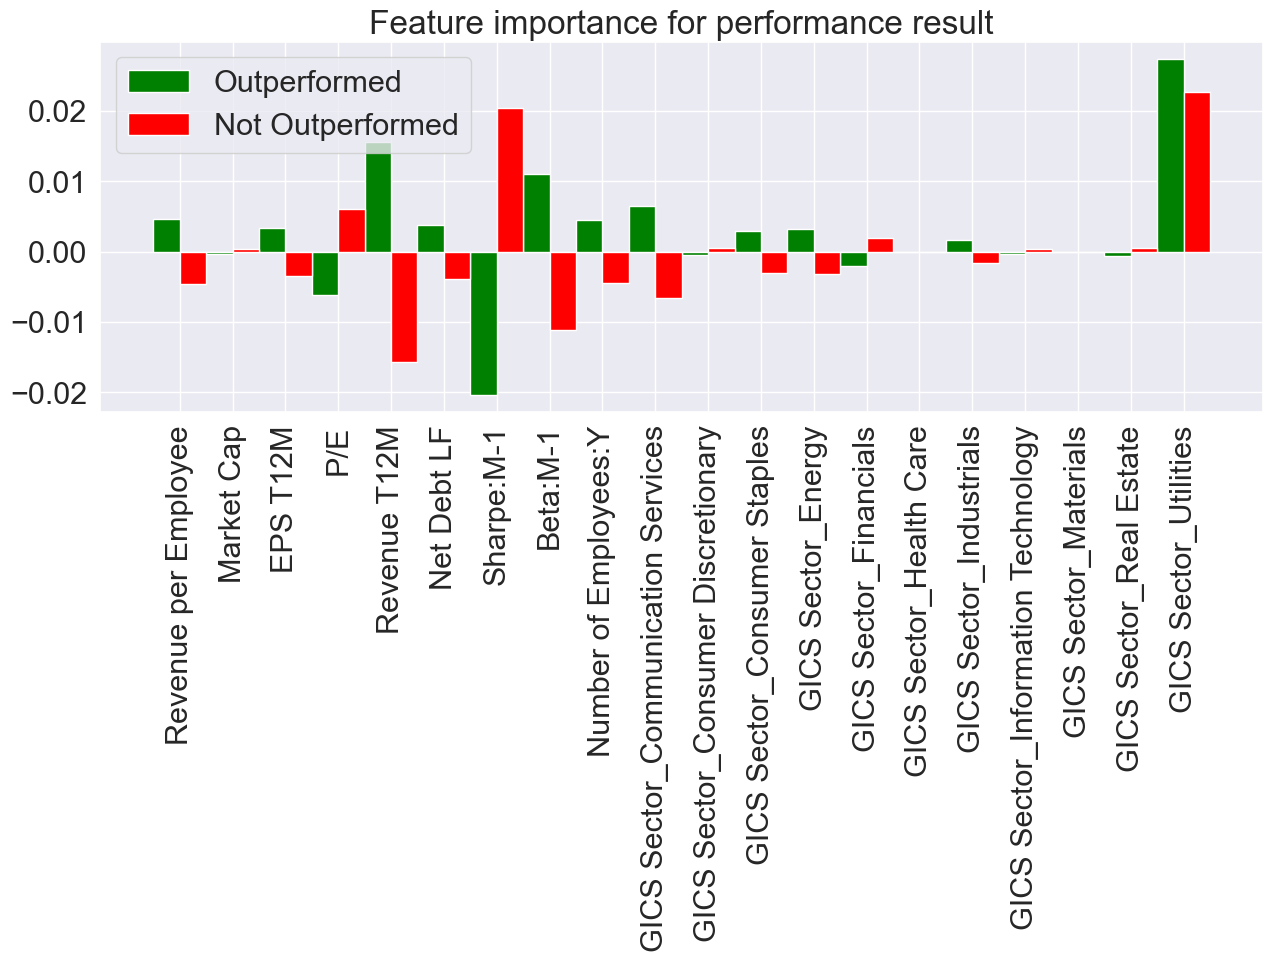 Feature importance for performance result
Outperformed
Not Outperformed
0.02
0.01
0.00
−0.01
−0.02
Revenue per Employee
Market Cap
EPS T12M
P/E
Revenue T12M
Net Debt LF
Sharpe:M-1
Beta:M-1
Number of Employees:Y
GICS Sector_Communication Services
GICS Sector_Consumer Discretionary
GICS Sector_Consumer Staples
GICS Sector_Energy
GICS Sector_Financials
GICS Sector_Health Care
GICS Sector_Industrials
GICS Sector_Information Technology
GICS Sector_Materials
GICS Sector_Real Estate
GICS Sector_Utilities